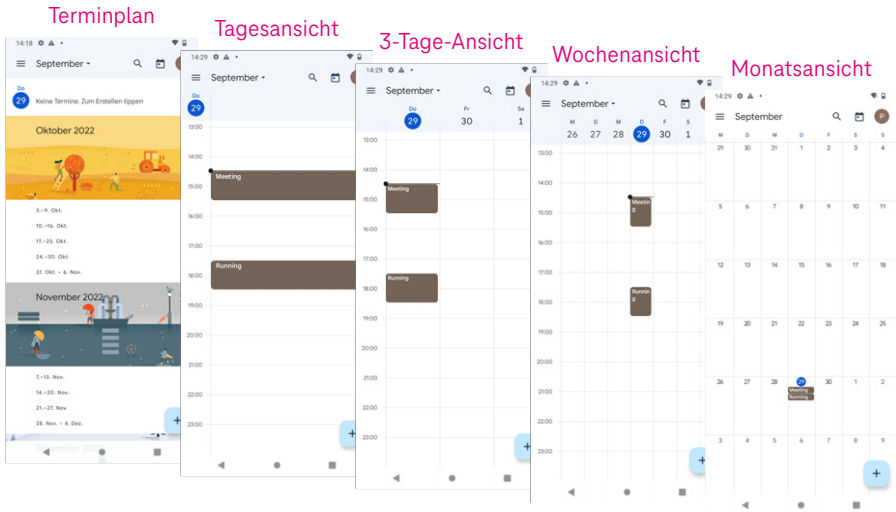 Terminplan
14:18
September
Do
29
Keine Termine. Zum Erstellen tippen
Oktober 2022
3.–9. Okt.
10.–16. Okt.
17.–23. Okt.
24.–30. Okt.
31. Okt. – 6. Nov.
November 2022
7.–13. Nov.
14.–20. Nov.
21.–27. Nov.
28. Nov. – 4. Dez.
Dezember 2022
+
Tagesansicht
14:29
September
Do
29
13:00
14:00
Meeting
15:00
16:00
17:00
Running
18:00
19:00
20:00
21:00
22:00
23:00
+
3-Tage-Ansicht
14:29
September
Do Fr Sa
29 30 1
13:00
14:00
Meeting
15:00
16:00
17:00
Running
18:00
19:00
20:00
21:00
22:00
23:00
+
Wochenansicht
14:29
September
M D M D F S
26 27 28 29 30 1
13:00
14:00
Meetin
g
15:00
16:00
17:00
Runnin
g
18:00
19:00
20:00
21:00
22:00
23:00
+
Monatsansicht
14:29
September
P
M D M D F S S
29 30 31 1 2 3 4
5 6 7 8 9 10 11
12 13 14 15 16 17 18
19 20 21 22 23 24 25
26 27 28 29 30 1 2
Meeting
Running
3 4 5 6 7 8 9
+